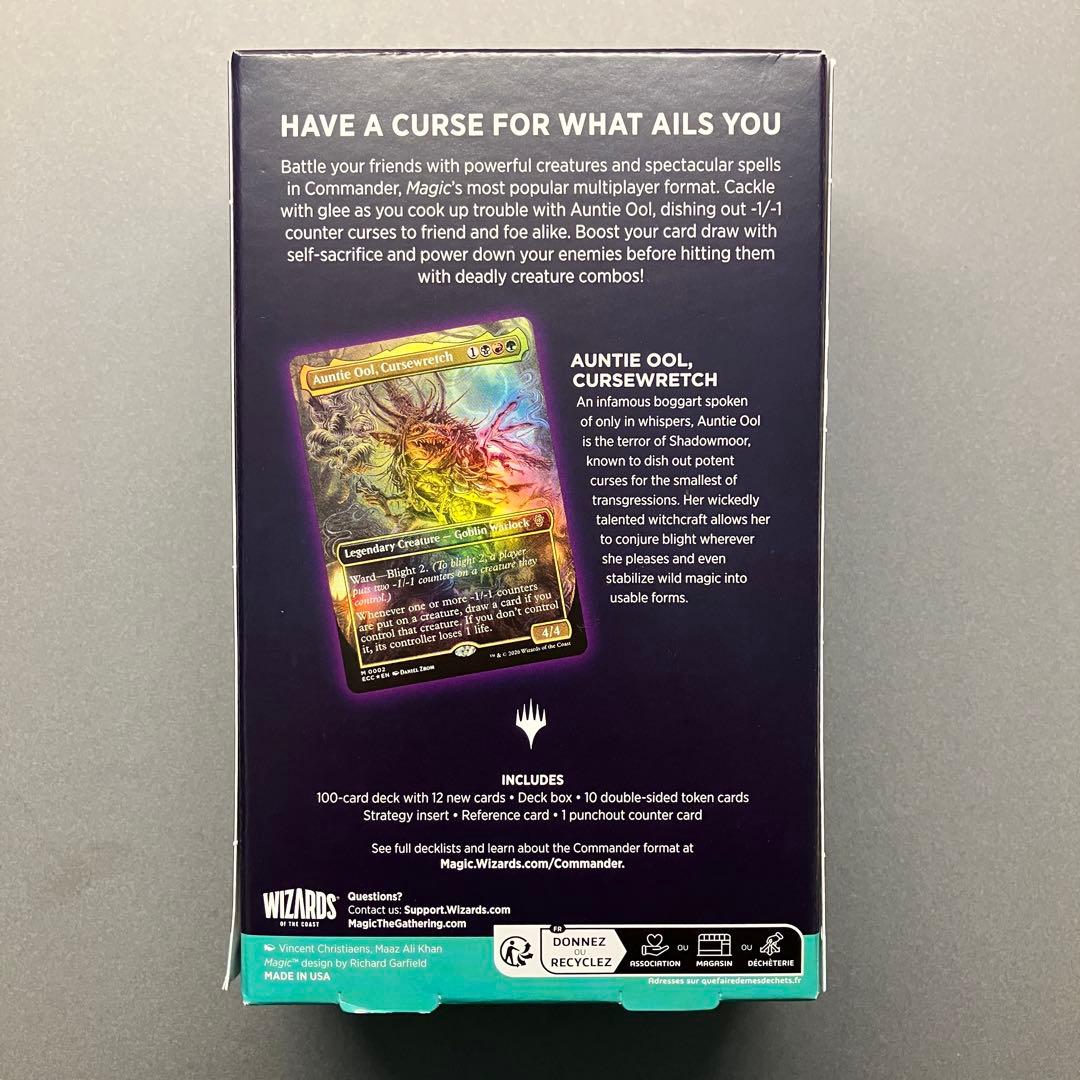 HAVE A CURSE FOR WHAT AILS YOU
Battle your friends with powerful creatures and spectacular spells
in Commander, Magic's most popular multiplayer format. Cackle
with glee as you cook up trouble with Auntie Ool, dishing out -1/-1
counter curses to friend and foe alike. Boost your card draw with
self-sacrifice and power down your enemies before hitting them
with deadly creature combos!
Auntie Ool, Cursewretch
1
Legendary Creature — Goblin Warlock
Ward—Blight 2. (To blight 2, a player
puts two -1/-1 counters on a creature they
control.)
Whenever one or more -1/-1 counters
are put on a creature, draw a card if you
control that creature. If you don't control
it, its controller loses 1 life.
4/4
M 0002
ECC★EN DANIEL ZROM
™ & © 2026 Wizards of the Coast
AUNTIE OOL,
CURSEWRETCH
An infamous boggart spoken
of only in whispers, Auntie Ool
is the terror of Shadowmoor,
known to dish out potent
curses for the smallest of
transgressions. Her wickedly
talented witchcraft allows her
to conjure blight wherever
she pleases and even
stabilize wild magic into
usable forms.
INCLUDES
100-card deck with 12 new cards • Deck box • 10 double-sided token cards
Strategy insert • Reference card • 1 punchout counter card
See full decklists and learn about the Commander format at
Magic.Wizards.com/Commander.
WIZARDS
OF THE COAST
Questions?
Contact us: Support.Wizards.com
MagicTheGathering.com
Vincent Christiaens, Maaz Ali Khan
Magic™ design by Richard Garfield
MADE IN USA
FR
DONNEZ
OU
RECYCLEZ
ASSOCIATION
OU
MAGASIN
OU
DÉCHÈTERIE
Adresses sur quefairedemesdechets.fr